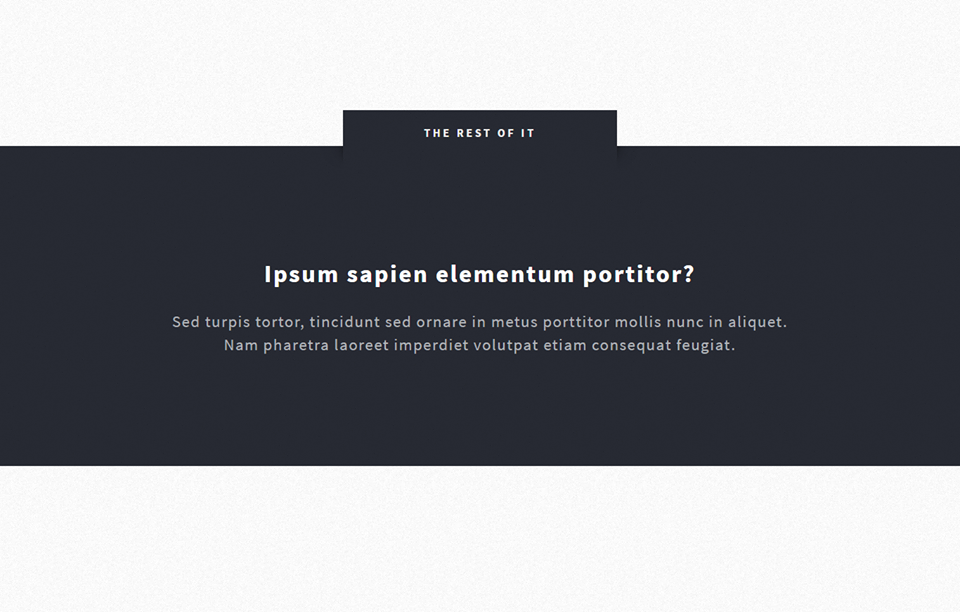 THE REST OF IT
Ipsum sapien elementum portitor?
Sed turpis tortor, tincidunt sed ornare in metus porttitor mollis nunc in aliquet.
Nam pharetra laoreet imperdiet volutpat etiam consequat feugiat.